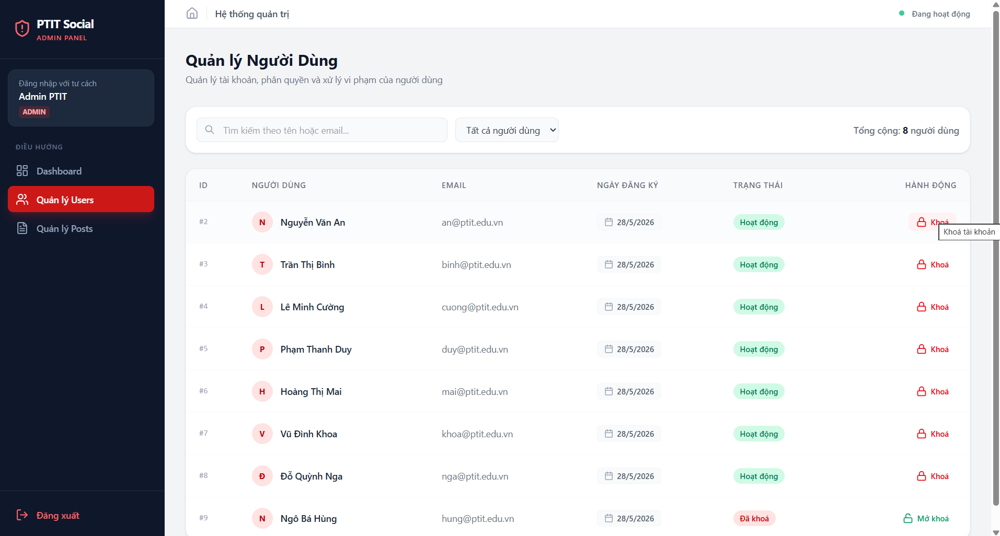 PTIT Social
ADMIN PANEL
Đăng nhập với tư cách
Admin PTIT
ADMIN
ĐIỀU HƯỚNG
Dashboard
Quản lý Users
Quản lý Posts
Đăng xuất
Hệ thống quản trị
Đang hoạt động
Quản lý Người Dùng
Quản lý tài khoản, phân quyền và xử lý vi phạm của người dùng
Tìm kiếm theo tên hoặc email...
Tất cả người dùng
Tổng cộng: 8 người dùng
ID NGƯỜI DÙNG EMAIL NGÀY ĐĂNG KÝ TRẠNG THÁI HÀNH ĐỘNG
#2 N Nguyễn Văn An an@ptit.edu.vn 28/5/2026 Hoạt động Khoá
Khoá tài khoản
#3 T Trần Thị Bình binh@ptit.edu.vn 28/5/2026 Hoạt động Khoá
#4 L Lê Minh Cường cuong@ptit.edu.vn 28/5/2026 Hoạt động Khoá
#5 P Phạm Thanh Duy duy@ptit.edu.vn 28/5/2026 Hoạt động Khoá
#6 H Hoàng Thị Mai mai@ptit.edu.vn 28/5/2026 Hoạt động Khoá
#7 V Vũ Đình Khoa khoa@ptit.edu.vn 28/5/2026 Hoạt động Khoá
#8 Đ Đỗ Quỳnh Nga nga@ptit.edu.vn 28/5/2026 Hoạt động Khoá
#9 N Ngô Bá Hùng hung@ptit.edu.vn 28/5/2026 Đã khoá Mở khoá